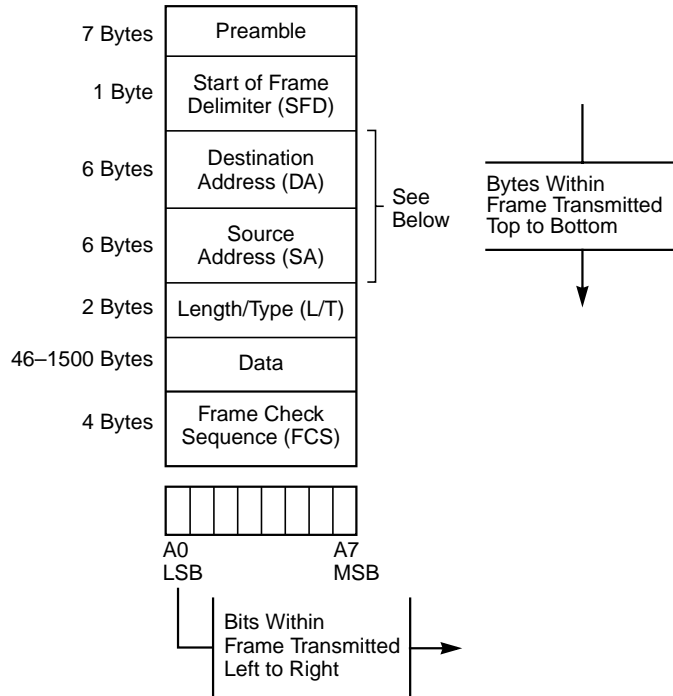 7 Bytes
Preamble
1 Byte
Start of Frame
Delimiter (SFD)
6 Bytes
Destination
Address (DA)
See
Below
Bytes Within
Frame Transmitted
Top to Bottom
6 Bytes
Source
Address (SA)
2 Bytes
Length/Type (L/T)
46–1500 Bytes
Data
4 Bytes
Frame Check
Sequence (FCS)
A0
LSB
A7
MSB
Bits Within
Frame Transmitted
Left to Right